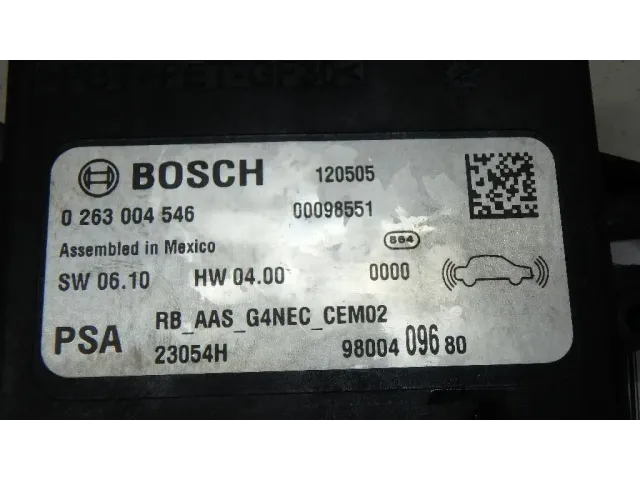 BOSCH 120505
0 263 004 546 00098551
Assembled in Mexico 554
SW 06.10 HW 04.00 0000
PSA RB_AAS_G4NEC_CEM02
23054H 98004 096 80